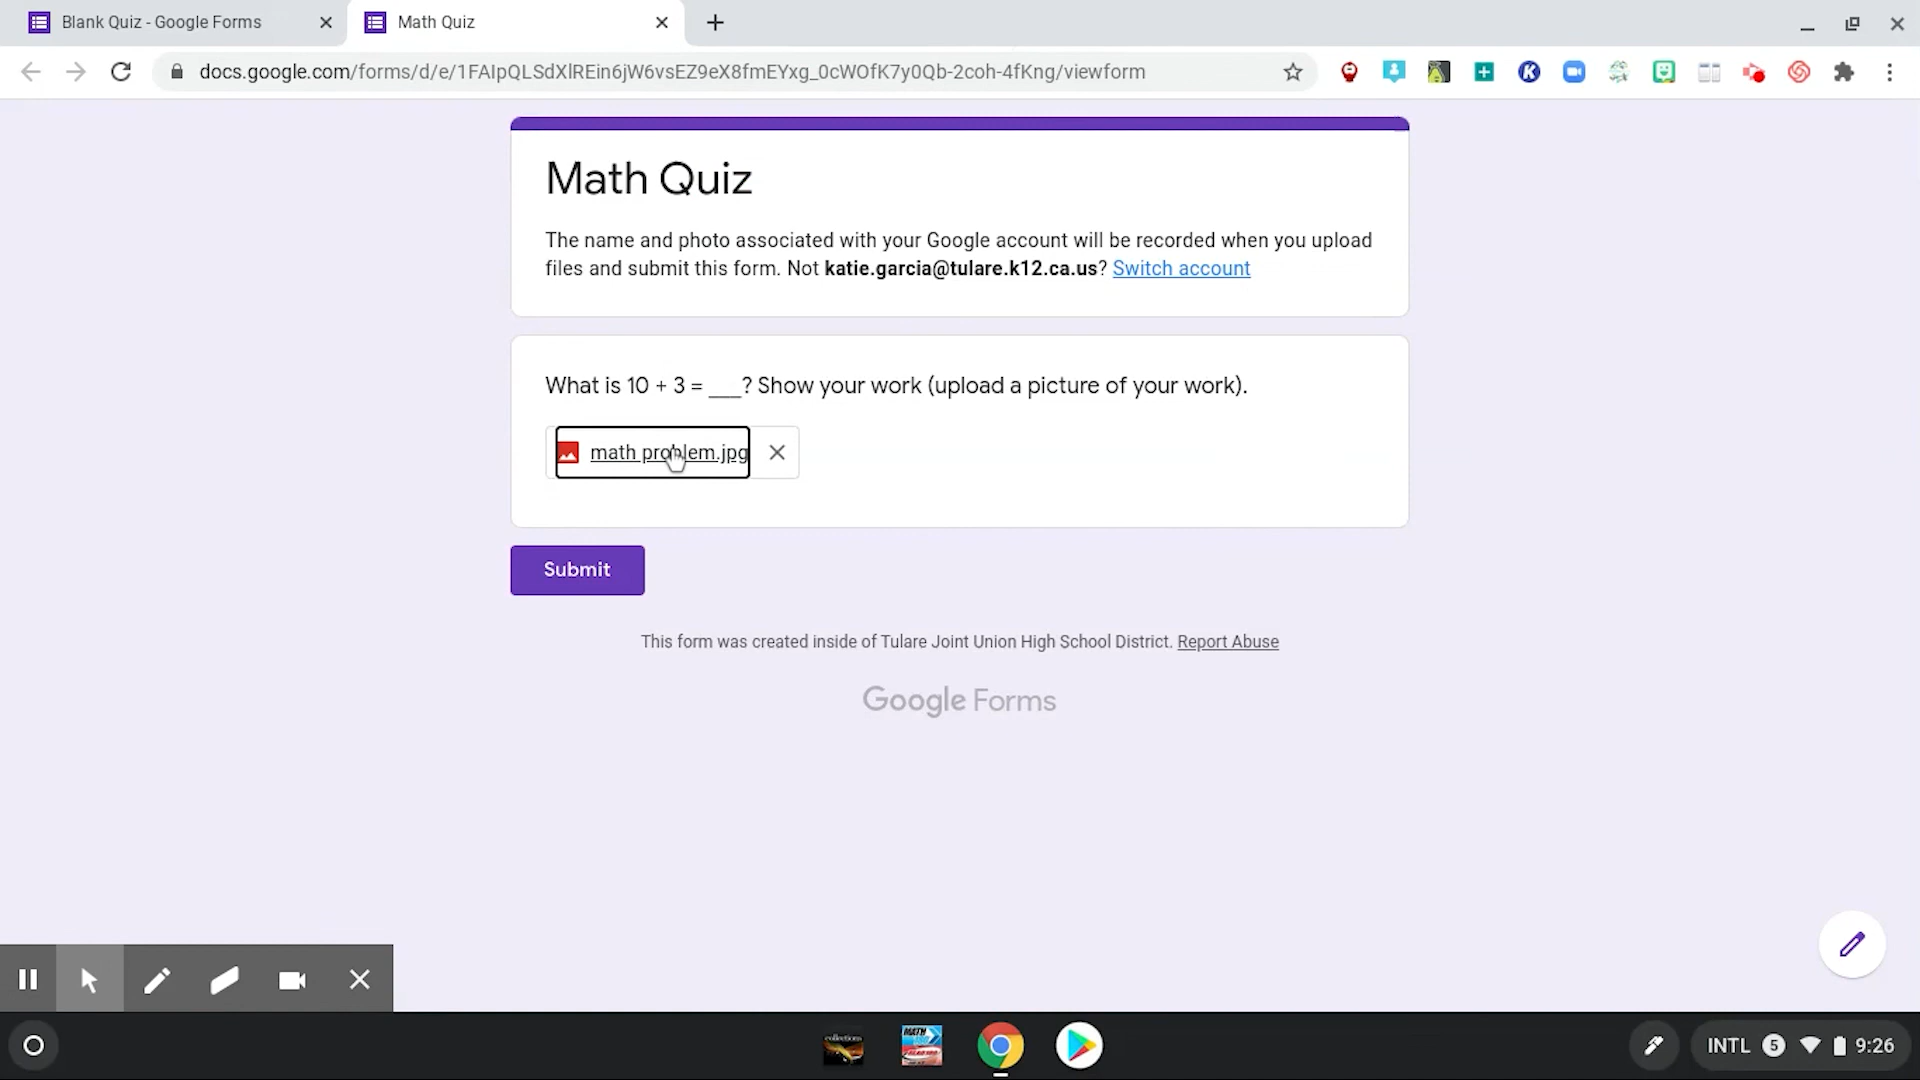 Blank Quiz - Google Forms
Math Quiz
docs.google.com/forms/d/e/1FAIpQLSdXlREin6jW6vsEZ9eX8fmEYxg_0cWOfK7y0Qb-2coh-4fKng/viewform
Math Quiz
The name and photo associated with your Google account will be recorded when you upload
files and submit this form. Not katie.garcia@tulare.k12.ca.us? Switch account
What is 10 + 3 = ___? Show your work (upload a picture of your work).
math problem.jpg
Submit
This form was created inside of Tulare Joint Union High School District. Report Abuse
Google Forms
collections
MATH
INTL 5 9:26